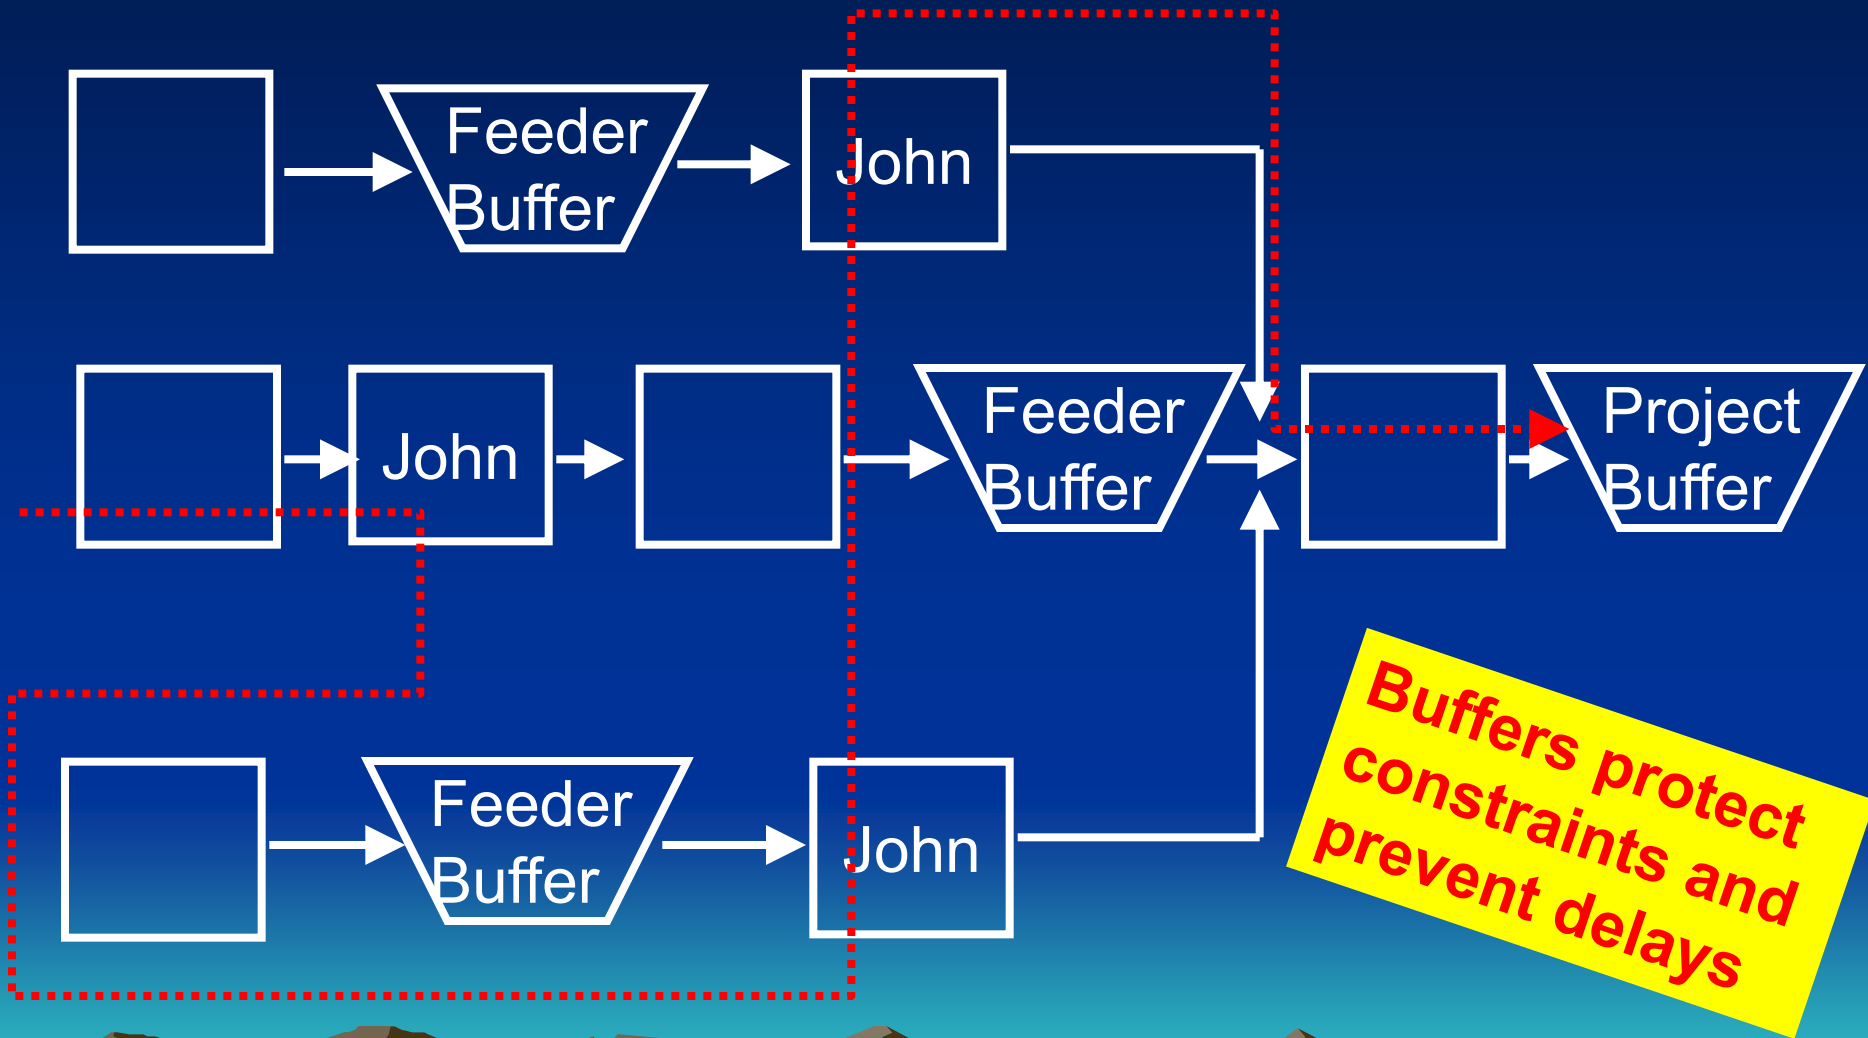 Feeder
Buffer
John
John
Feeder
Buffer
Project
Buffer
Feeder
Buffer
John
Buffers protect
constraints and
prevent delays